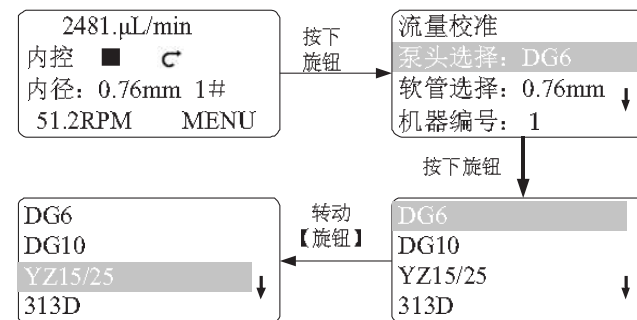 2481.μL/min
内控
内径：0.76mm 1#
51.2RPM MENU
按下
旋钮
流量校准
泵头选择：DG6
软管选择：0.76mm
机器编号： 1
按下旋钮
DG6
DG10
YZ15/25
313D
转动
【旋钮】
DG6
DG10
YZ15/25
313D